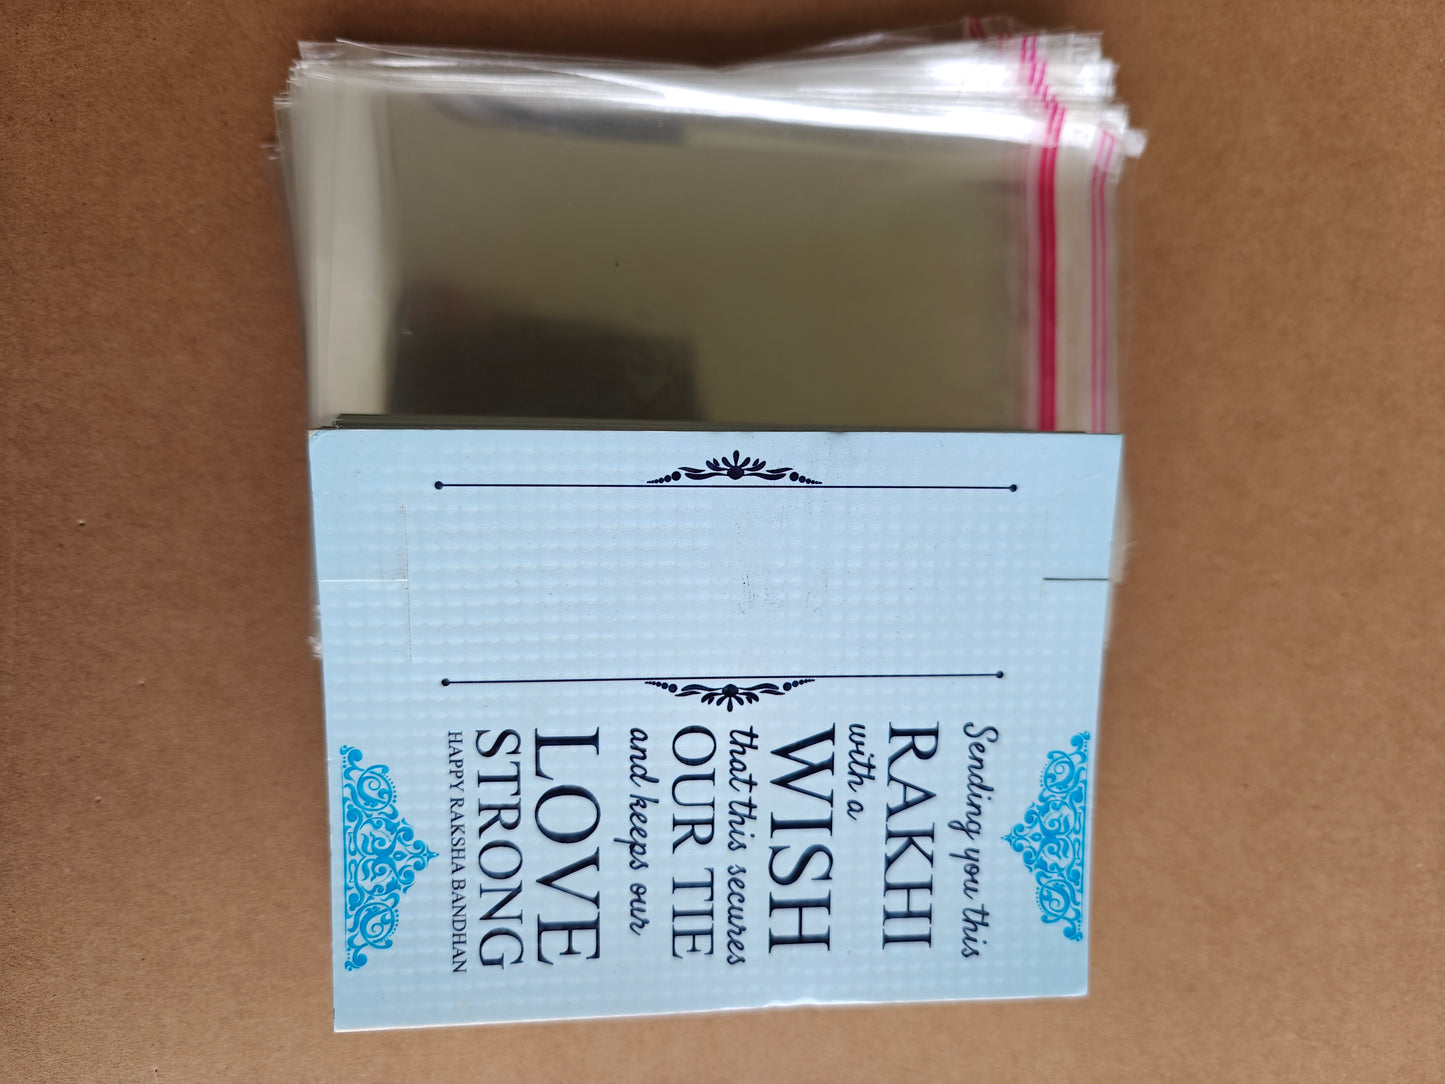 Sending you this
RAKHI
with a
WISH
that this secures
OUR TIE
and keeps our
LOVE
STRONG
HAPPY RAKSHA BANDHAN